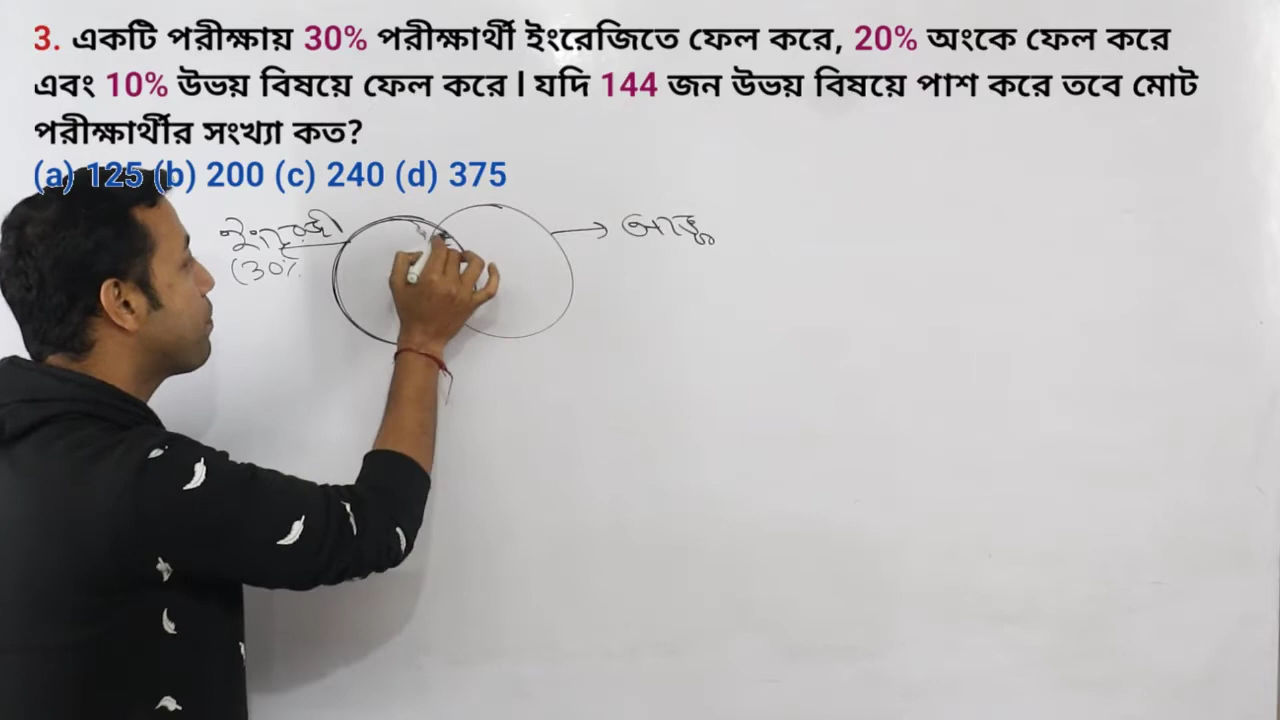 3. একটি পরীক্ষায় 30% পরীক্ষার্থী ইংরেজিতে ফেল করে, 20% অংকে ফেল করে
এবং 10% উভয় বিষয়ে ফেল করে। যদি 144 জন উভয় বিষয়ে পাশ করে তবে মোট
পরীক্ষার্থীর সংখ্যা কত?
(a) 125 (b) 200 (c) 240 (d) 375
(30%